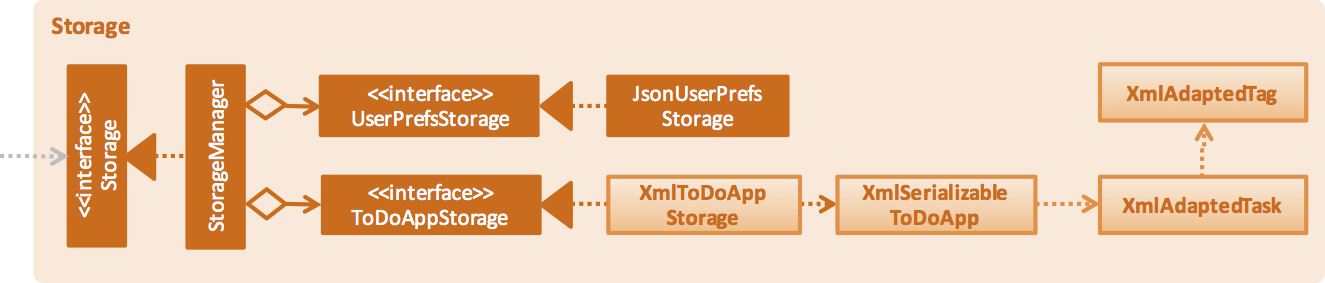 Storage
<<interface>>
Storage
StorageManager
<<interface>>
UserPrefsStorage
JsonUserPrefs
Storage
<<interface>>
ToDoAppStorage
XmlToDoApp
Storage
XmlSerializable
ToDoApp
XmlAdaptedTag
XmlAdaptedTask